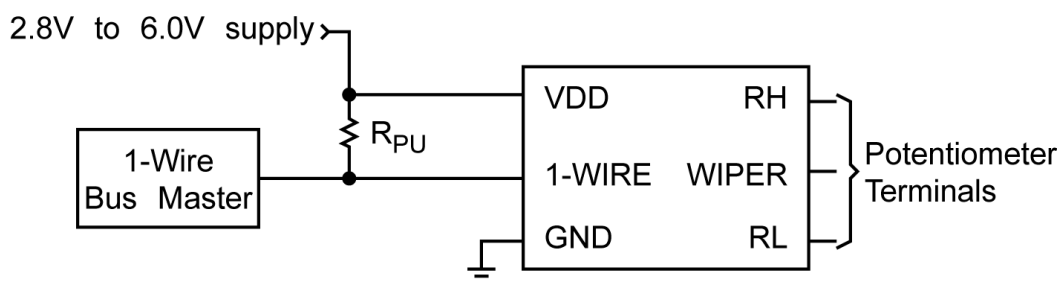 2.8V to 6.0V supply
VDD
RH
RPU
1-Wire
Bus Master
1-WIRE
WIPER
Potentiometer
Terminals
GND
RL